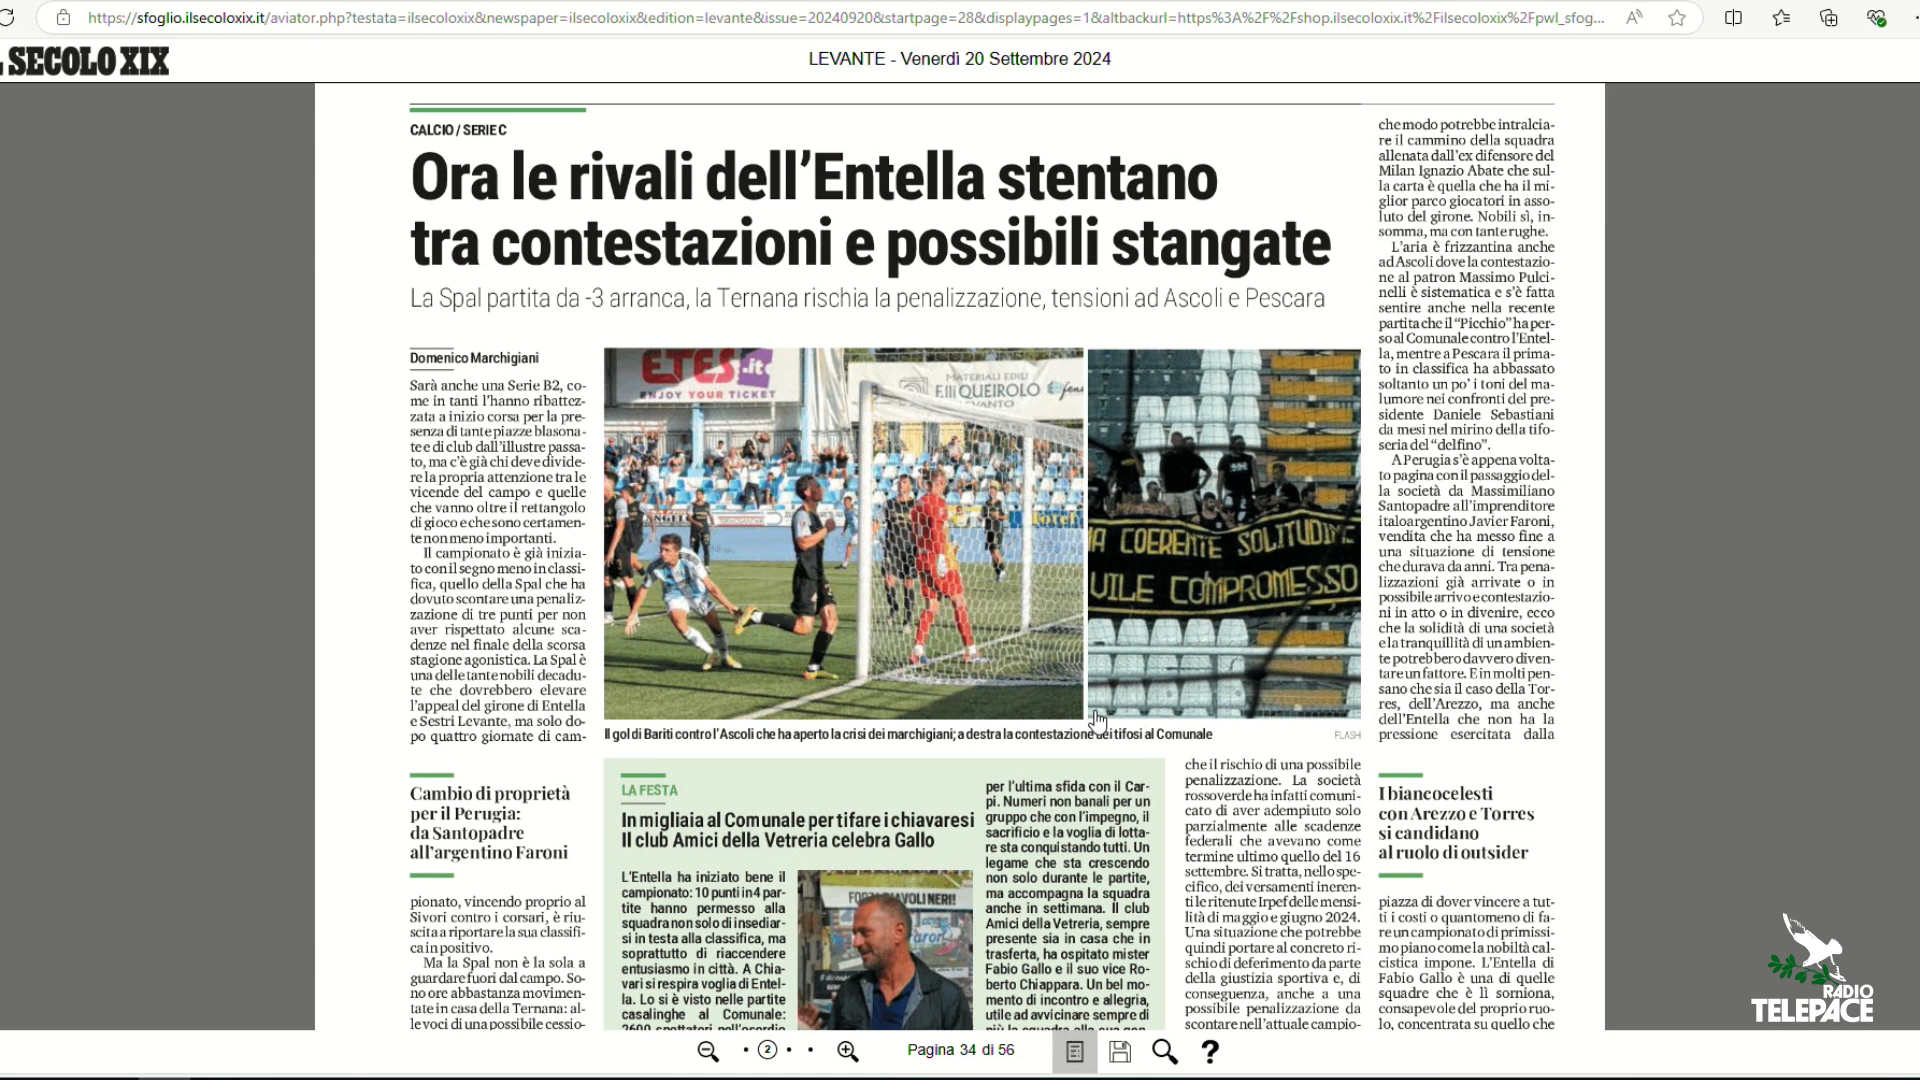 https://sfoglio.ilsecoloxix.it/aviator.php?testata=ilsecoloxix&newspaper=ilsecoloxix&edition=levante&issue=20240920&startpage=28&displaypages=1&altbackurl=https%3A%2F%2Fshop.ilsecoloxix.it%2Filsecoloxix%2Fpwl_sfog...
SECOLO XIX
LEVANTE - Venerdì 20 Settembre 2024
CALCIO / SERIE C
Ora le rivali dell'Entella stentano
tra contestazioni e possibili stangate
La Spal partita da -3 arranca, la Ternana rischia la penalizzazione, tensioni ad Ascoli e Pescara
Domenico Marchigiani
Sarà anche una Serie B2, co-
me in tanti l'hanno ribattez-
zata a inizio corsa per la pre-
senza di tante piazze blasona-
te e di club dall'illustre passa-
to, ma c'è già chi deve divide-
re la propria attenzione tra le
vicende del campo e quelle
che vanno oltre il rettangolo
di gioco e che sono certamen-
te non meno importanti.
Il campionato è già inizia-
to con il segno meno in classi-
fica, quello della Spal che ha
dovuto scontare una penaliz-
zazione di tre punti per non
aver rispettato alcune sca-
denze nel finale della scorsa
stagione agonistica. La Spal è
una delle tante nobili decadu-
te che dovrebbero elevare
l'appeal del girone di Entella
e Sestri Levante, ma solo do-
po quattro giornate di cam-
Cambio di proprietà
per il Perugia:
da Santopadre
all'argentino Faroni
pionato, vincendo proprio al
Sivori contro i corsari, è riu-
scita a riportare la sua classifi-
ca in positivo.
Ma la Spal non è la sola a
guardare fuori dal campo. So-
no ore abbastanza movimen-
tate in casa della Ternana: al-
le voci di una possibile cessio-
ETES.it
ENJOY YOUR TICKET
MATERIALI EDILI
F.lli QUEIROLO
LEVANTO
A COERENTE SOLITUDINE
VILE COMPROMESSO
Il gol di Bariti contro l'Ascoli che ha aperto la crisi dei marchigiani; a destra la contestazione dei tifosi al Comunale
FLASH
LA FESTA
In migliaia al Comunale per tifare i chiavaresi
Il club Amici della Vetreria celebra Gallo
L'Entella ha iniziato bene il
campionato: 10 punti in 4 par-
tite hanno permesso alla
squadra non solo di insediar-
si in testa alla classifica, ma
soprattutto di riaccendere
entusiasmo in città. A Chia-
vari si respira voglia di Entel-
la. Lo si è visto nelle partite
casalinghe al Comunale:
2600 spettatori nell'esordio
DIAVOLI NERI!
per l'ultima sfida con il Car-
pi. Numeri non banali per un
gruppo che con l'impegno, il
sacrificio e la voglia di lotta-
re sta conquistando tutti. Un
legame che sta crescendo
non solo durante le partite,
ma accompagna la squadra
anche in settimana. Il club
Amici della Vetreria, sempre
presente sia in casa che in
trasferta, ha ospitato mister
Fabio Gallo e il suo vice Ro-
berto Chiappara. Un bel mo-
mento di incontro e allegria,
utile ad avvicinare sempre di
più la squadra alla sua gen-
che il rischio di una possibile
penalizzazione. La società
rossoverde ha infatti comuni-
cato di aver adempiuto solo
parzialmente alle scadenze
federali che avevano come
termine ultimo quello del 16
settembre. Si tratta, nello spe-
cifico, dei versamenti ineren-
ti le ritenute Irpef delle mensi-
lità di maggio e giugno 2024.
Una situazione che potrebbe
quindi portare al concreto ri-
schio di deferimento da parte
della giustizia sportiva e, di
conseguenza, anche a una
possibile penalizzazione da
scontare nell'attuale campio-
che modo potrebbe intralcia-
re il cammino della squadra
allenata dall'ex difensore del
Milan Ignazio Abate che sul-
la carta è quella che ha il mi-
glior parco giocatori in asso-
luto del girone. Nobili sì, in-
somma, ma con tante rughe.
L'aria è frizzantina anche
ad Ascoli dove la contestazio-
ne al patron Massimo Pulci-
nelli è sistematica e s'è fatta
sentire anche nella recente
partita che il "Picchio" ha per-
so al Comunale contro l'Entel-
la, mentre a Pescara il prima-
to in classifica ha abbassato
soltanto un po' i toni del ma-
lumore nei confronti del pre-
sidente Daniele Sebastiani
da mesi nel mirino della tifo-
seria del "delfino".
A Perugia s'è appena volta-
to pagina con il passaggio del-
la società da Massimiliano
Santopadre all'imprenditore
italoargentino Javier Faroni,
vendita che ha messo fine a
una situazione di tensione
che durava da anni. Tra pena-
lizzazioni già arrivate o in
possibile arrivo e contestazio-
ni in atto o in divenire, ecco
che la solidità di una società
e la tranquillità di un ambien-
te potrebbero davvero diven-
tare un fattore. E in molti pen-
sano che sia il caso della Tor-
res, dell'Arezzo, ma anche
dell'Entella che non ha la
pressione esercitata dalla
I biancocelesti
con Arezzo e Torres
si candidano
al ruolo di outsider
piazza di dover vincere a tut-
ti i costi o quantomeno di fa-
re un campionato di primissi-
mo piano come la nobiltà cal-
cistica impone. L'Entella di
Fabio Gallo è una di quelle
squadre che è lì sorniona,
consapevole del proprio ruo-
lo, concentrata su quello che
RADIO
TELEPACE
2
Pagina 34 di 56
?